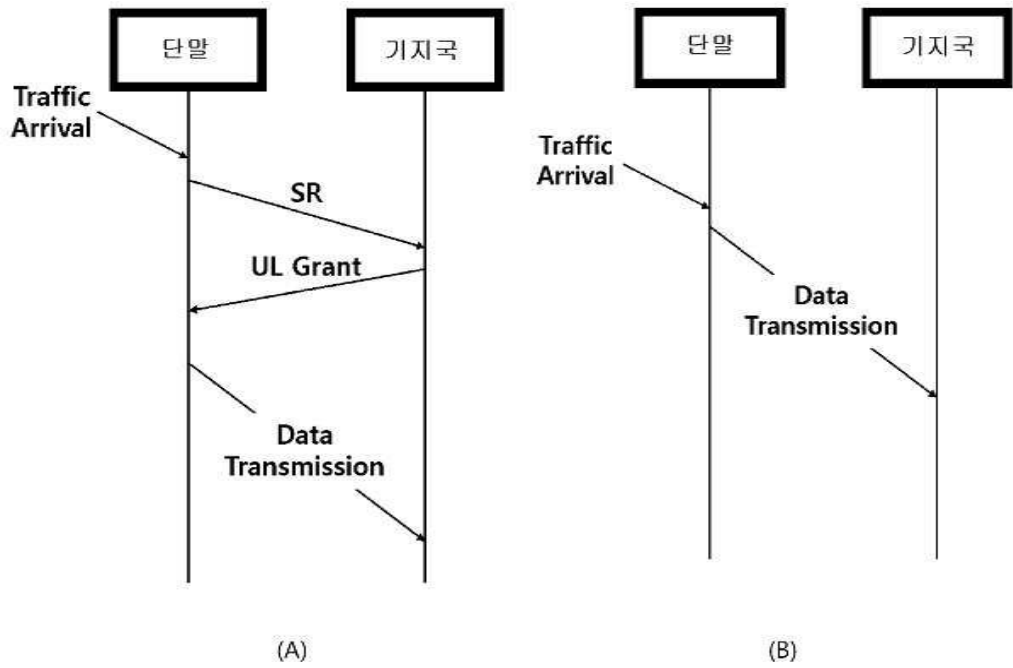 단말
기지국
Traffic
Arrival
SR
UL Grant
Data
Transmission
(A)
단말
기지국
Traffic
Arrival
Data
Transmission
(B)